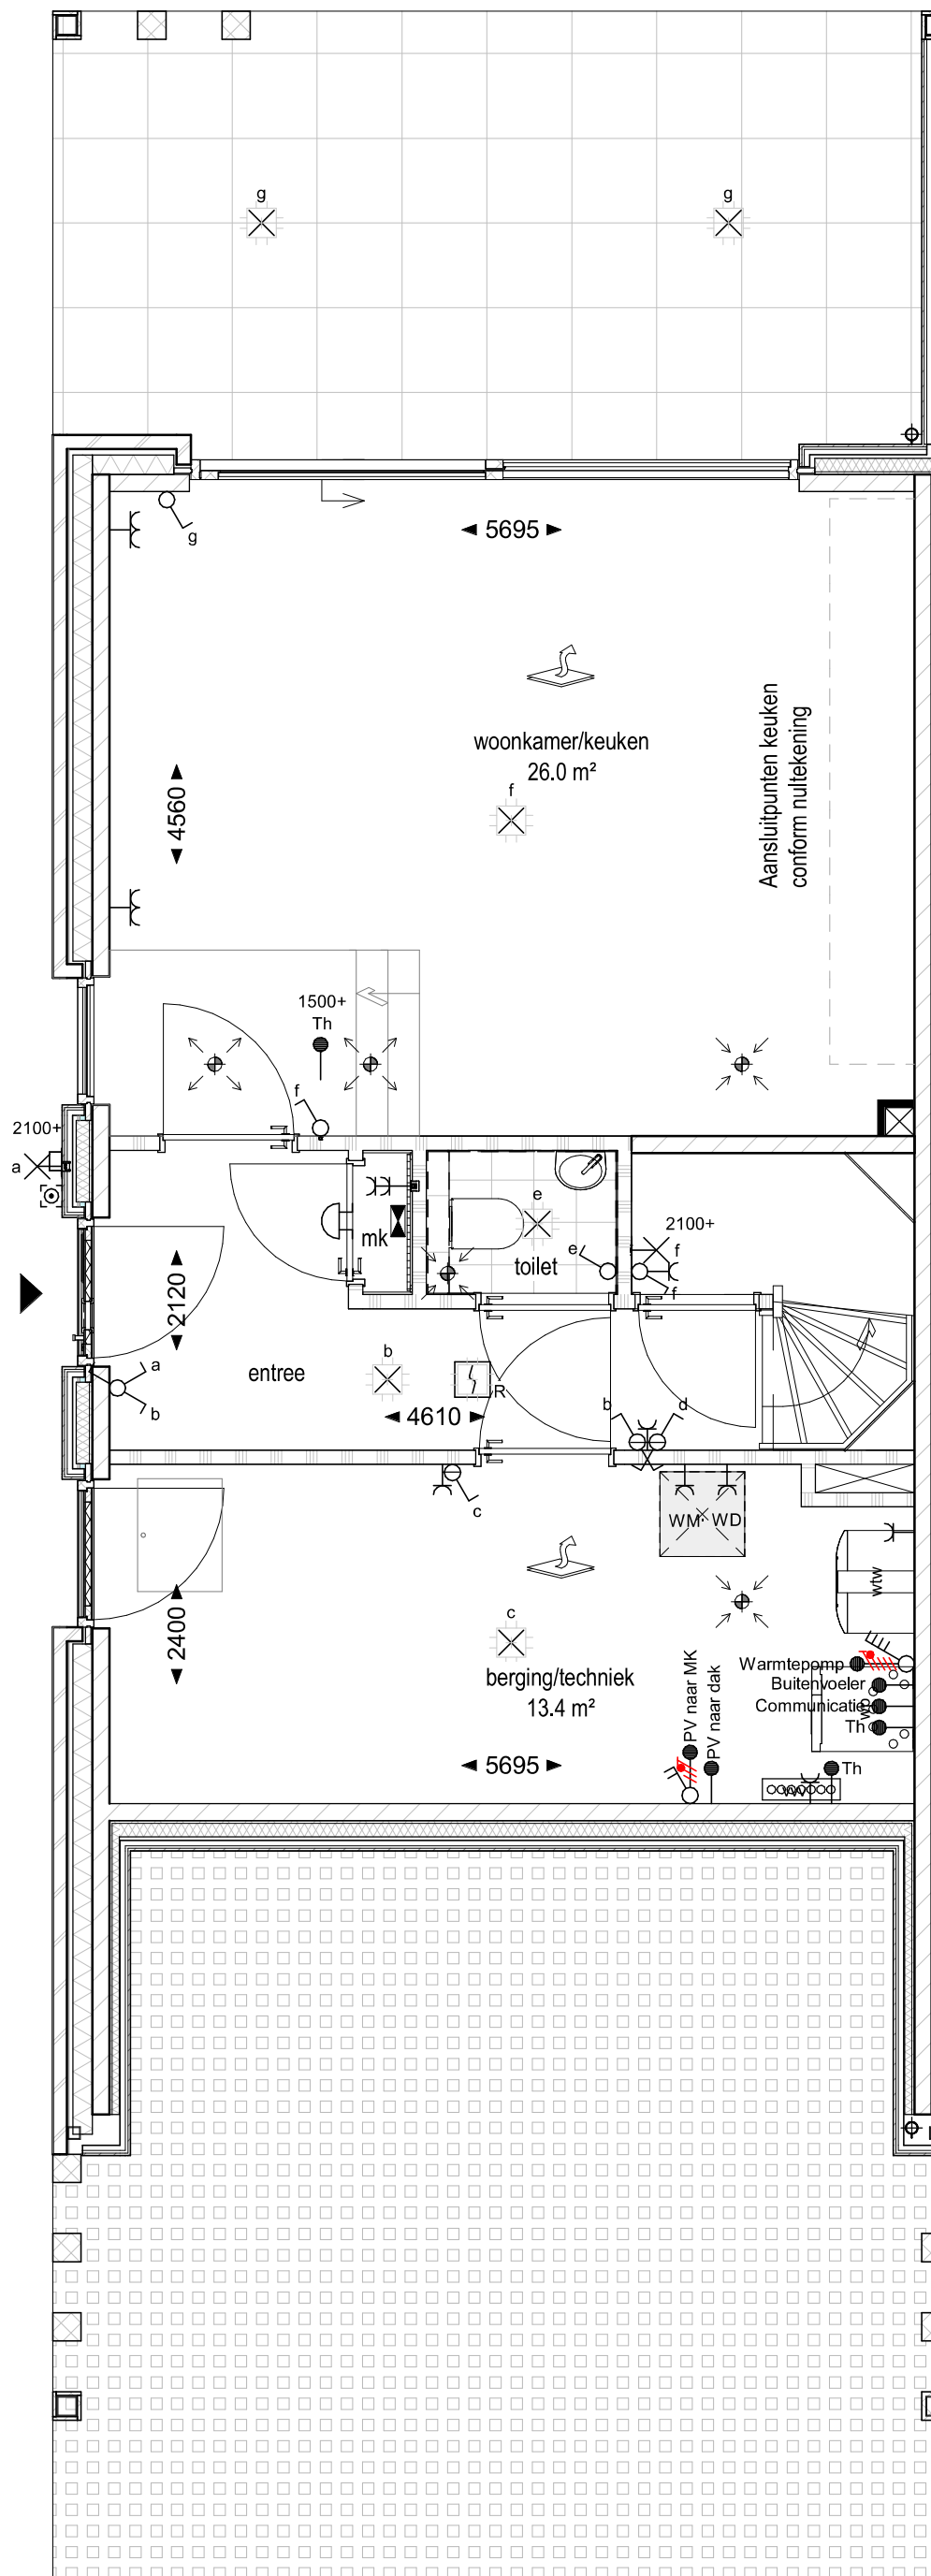 g
g
g
5695
woonkamer/keuken
26.0 m²
f
4560
Aansluitpunten keuken
conform nultekening
1500+
Th
f
2100+
a
mk
e
toilet
e
2100+
f
f
2120
a
b
entree
b
R
4610
b
d
c
WM
WD
wtw
2400
c
berging/techniek
13.4 m²
Warmtepomp
Buitenvoeler
Communicatie
Th
wp
PV naar MK
PV naar dak
5695
Th